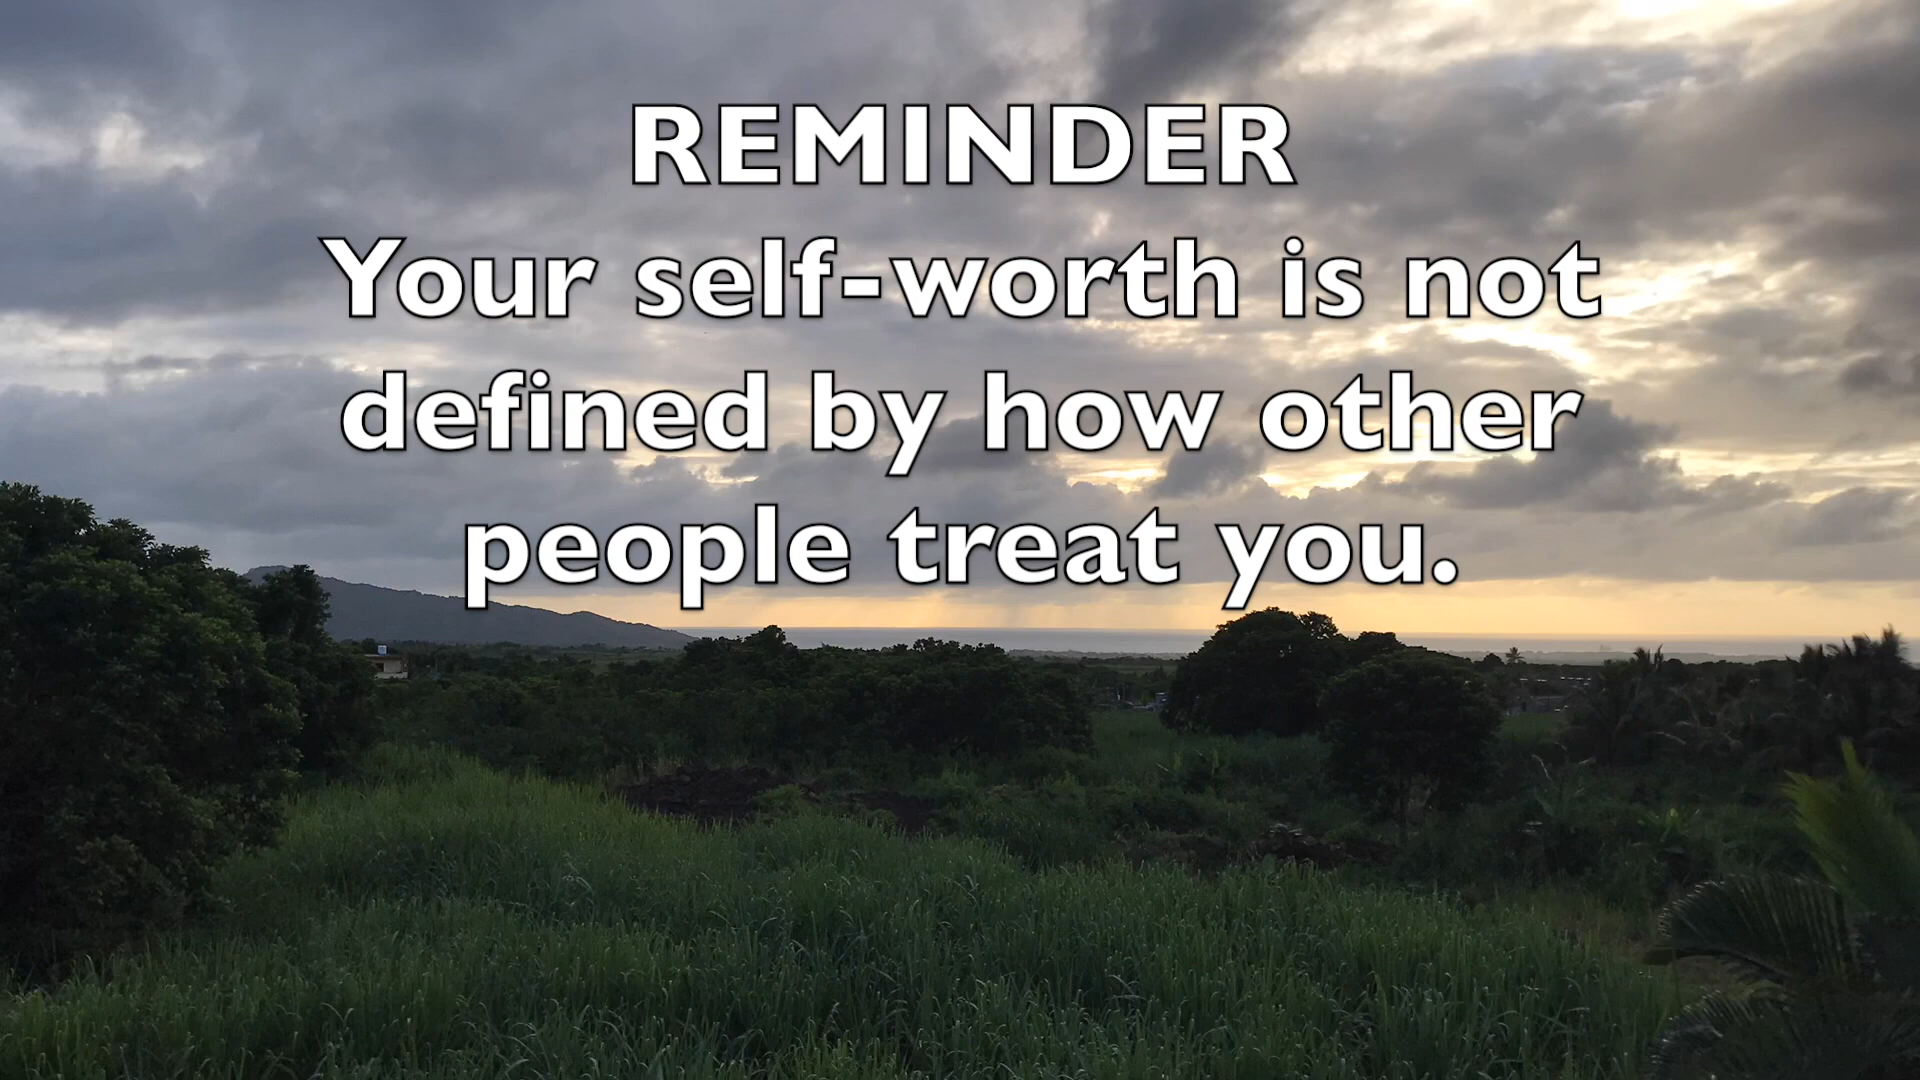 REMINDER
Your self-worth is not
defined by how other
people treat you.